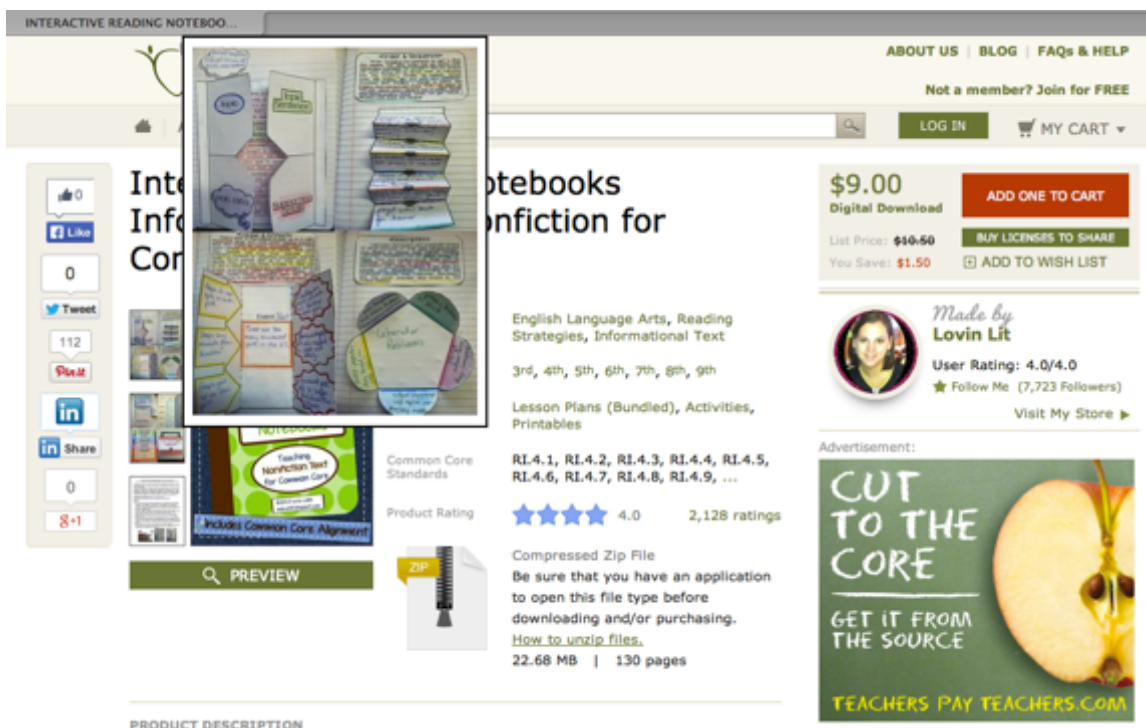 INTERACTIVE READING NOTEBOO...
ABOUT US | BLOG | FAQs & HELP
Not a member? Join for FREE
LOG IN
MY CART
Inte otebooks
Info onfiction for
Cor
0
Like
0
Tweet
112
Pin it
in
in Share
0
g+1
Topic
Topic Sentence
$9.00
Digital Download
ADD ONE TO CART
List Price: $10.50
BUY LICENSES TO SHARE
You Save: $1.50
ADD TO WISH LIST
Made by
Lovin Lit
User Rating: 4.0/4.0
Follow Me (7,723 Followers)
Visit My Store
English Language Arts, Reading
Strategies, Informational Text
3rd, 4th, 5th, 6th, 7th, 8th, 9th
Lesson Plans (Bundled), Activities,
Printables
NOTEBOOKS
Teaching
Nonfiction Text
for Common Core
Includes Common Core Alignment
Common Core
Standards
RI.4.1, RI.4.2, RI.4.3, RI.4.4, RI.4.5,
RI.4.6, RI.4.7, RI.4.8, RI.4.9, ...
Product Rating
4.0 2,128 ratings
PREVIEW
ZIP
Compressed Zip File
Be sure that you have an application
to open this file type before
downloading and/or purchasing.
How to unzip files.
22.68 MB | 130 pages
Advertisement:
CUT
TO THE
CORE
GET IT FROM
THE SOURCE
TEACHERS PAY TEACHERS.COM
PRODUCT DESCRIPTION